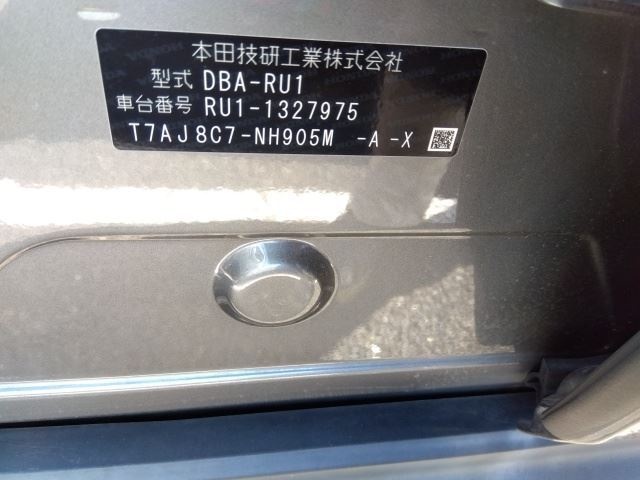 本田技研工業株式会社
型式 DBA-RU1
車台番号 RU1-1327975
T7AJ8C7-NH905M -A -X